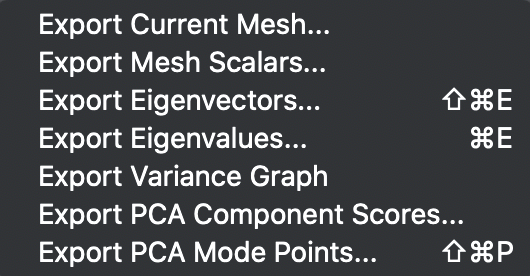 Export Current Mesh...
Export Mesh Scalars...
Export Eigenvectors... ⇧⌘E
Export Eigenvalues... ⌘E
Export Variance Graph
Export PCA Component Scores...
Export PCA Mode Points... ⇧⌘P